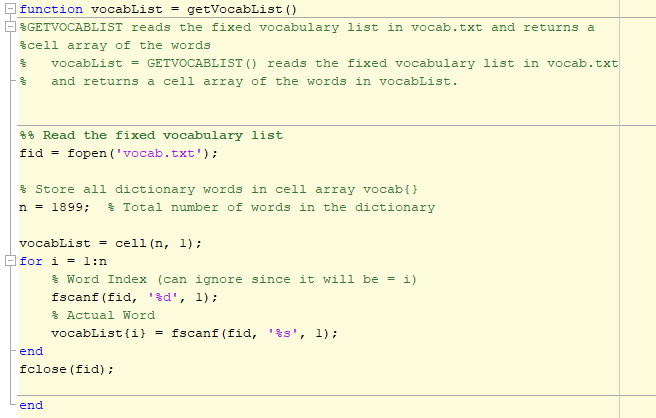 function vocabList = getVocabList()
%GETVOCABLIST reads the fixed vocabulary list in vocab.txt and returns a
%cell array of the words
%   vocabList = GETVOCABLIST() reads the fixed vocabulary list in vocab.txt
%   and returns a cell array of the words in vocabList.
%% Read the fixed vocabulary list
fid = fopen('vocab.txt');
% Store all dictionary words in cell array vocab{}
n = 1899;  % Total number of words in the dictionary
vocabList = cell(n, 1);
for i = 1:n
    % Word Index (can ignore since it will be = i)
    fscanf(fid, '%d', 1);
    % Actual Word
    vocabList{i} = fscanf(fid, '%s', 1);
end
fclose(fid);
end